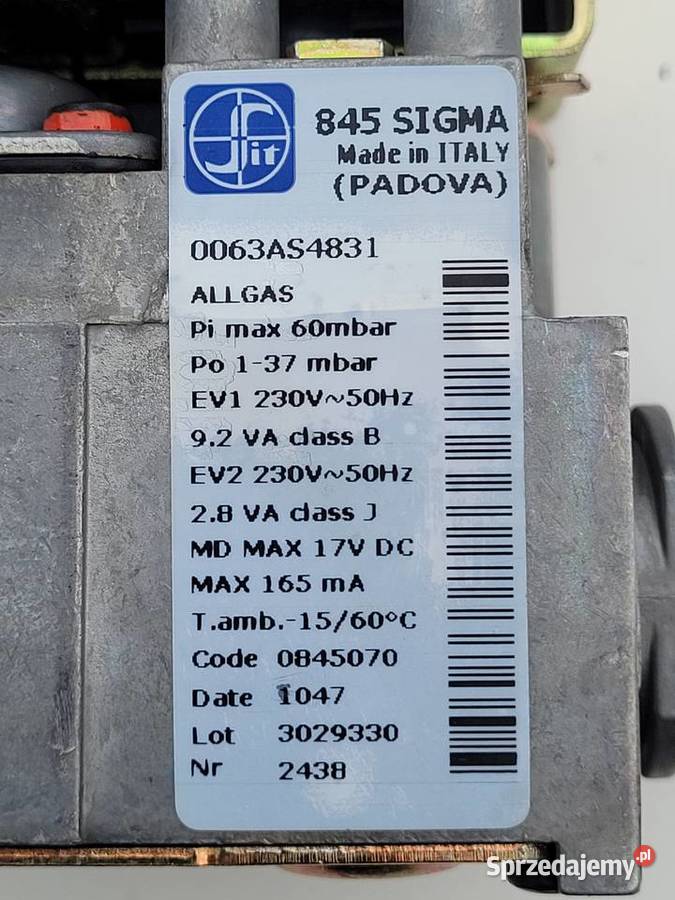 Sit
845 SIGMA
Made in ITALY
(PADOVA)
0063AS4831
ALLGAS
Pi max 60mbar
Po 1-37 mbar
EV1 230V~50Hz
9.2 VA class B
EV2 230V~50Hz
2.8 VA class J
MD MAX 17V DC
MAX 165 mA
T.amb.-15/60°C
Code 0845070
Date 1047
Lot 3029330
Nr 2438
Sprzedajemy.pl